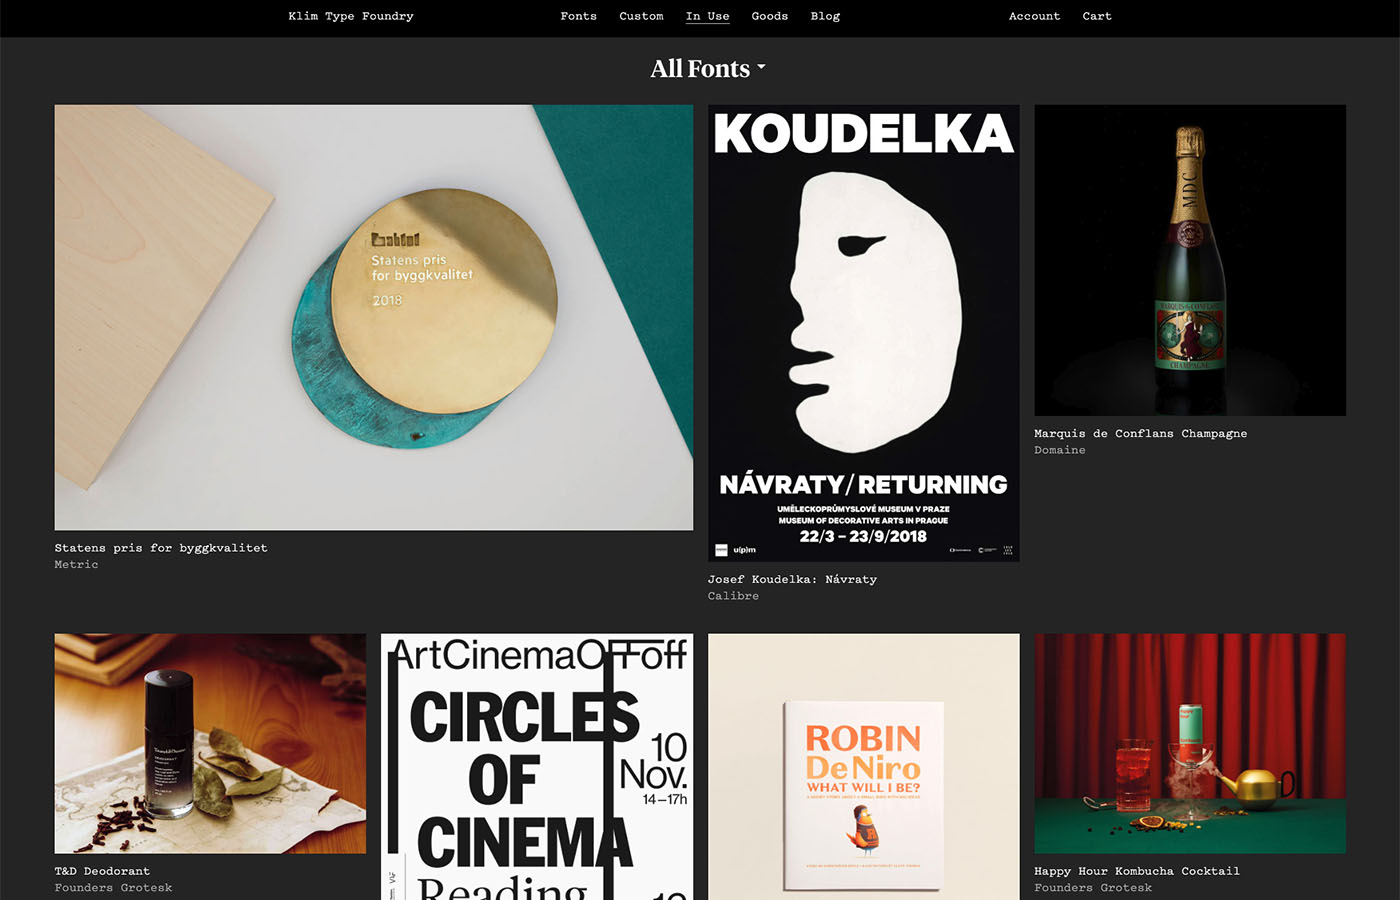 Klim Type Foundry
Fonts Custom In Use Goods Blog
Account Cart
All Fonts
Statens pris
for byggkvalitet
2018
Statens pris for byggkvalitet
Metric
KOUDELKA
NÁVRATY/RETURNING
UMĚLECKOPRŮMYSLOVÉ MUSEUM V PRAZE
MUSEUM OF DECORATIVE ARTS IN PRAGUE
22/3 – 23/9/2018
u(p)m
Josef Koudelka: Návraty
Calibre
MDC
MARQUIS de CONFLANS
CHAMPAGNE
Marquis de Conflans Champagne
Domaine
T&D Deodorant
Founders Grotesk
ArtCinemaOFFoff
CIRCLES
OF
CINEMA
Reading
10
Nov.
14–17h
ROBIN
De Niro
WHAT WILL I BE?
Happy Hour Kombucha Cocktail
Founders Grotesk